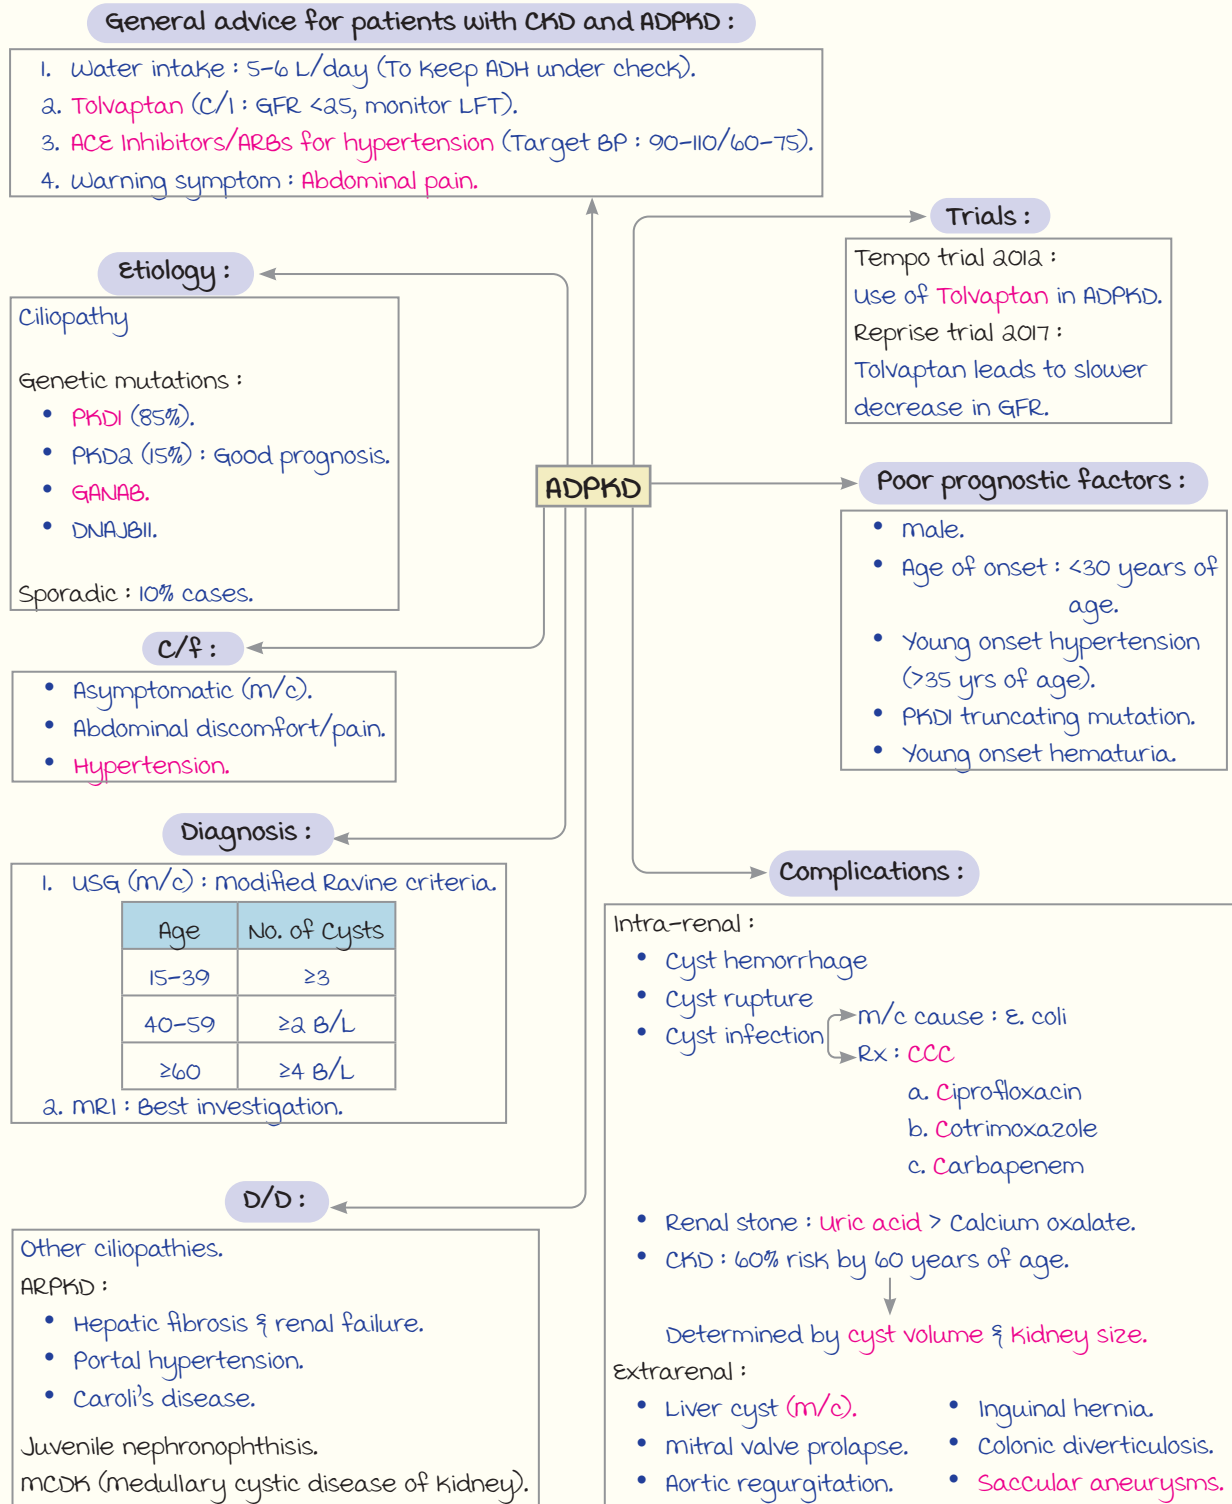 General advice for patients with CKD and ADPKD :
1. Water intake : 5-6 L/day (To keep ADH under check).
2. Tolvaptan (C/I : GFR <25, monitor LFT).
3. ACE Inhibitors/ARBs for hypertension (Target BP : 90-110/60-75).
4. Warning symptom : Abdominal pain.
Trials :
Tempo trial 2012 :
Use of Tolvaptan in ADPKD.
Reprise trial 2017 :
Tolvaptan leads to slower
decrease in GFR.
Etiology :
Ciliopathy
Genetic mutations :
• PKD1 (85%).
• PKD2 (15%) : Good prognosis.
• GANAB.
• DNAJB11.
Sporadic : 10% cases.
ADPKD
Poor prognostic factors :
• Male.
• Age of onset : <30 years of
age.
• Young onset hypertension
(>35 yrs of age).
• PKD1 truncating mutation.
• Young onset hematuria.
C/f :
• Asymptomatic (m/c).
• Abdominal discomfort/pain.
• Hypertension.
Diagnosis :
1. USG (m/c) : Modified Ravine criteria.
Age No. of Cysts
15-39 ≥3
40-59 ≥2 B/L
≥60 ≥4 B/L
2. MRI : Best investigation.
Complications :
Intra-renal :
• Cyst hemorrhage
• Cyst rupture
• Cyst infection
m/c cause : E. coli
Rx : CCC
a. Ciprofloxacin
b. Cotrimoxazole
c. Carbapenem
• Renal stone : Uric acid > Calcium oxalate.
• CKD : 60% risk by 60 years of age.
Determined by cyst volume & kidney size.
Extrarenal :
• Liver cyst (m/c).
• Mitral valve prolapse.
• Aortic regurgitation.
• Inguinal hernia.
• Colonic diverticulosis.
• Saccular aneurysms.
D/D :
Other ciliopathies.
ARPKD :
• Hepatic fibrosis & renal failure.
• Portal hypertension.
• Caroli's disease.
Juvenile nephronophthisis.
MCDK (medullary cystic disease of kidney).